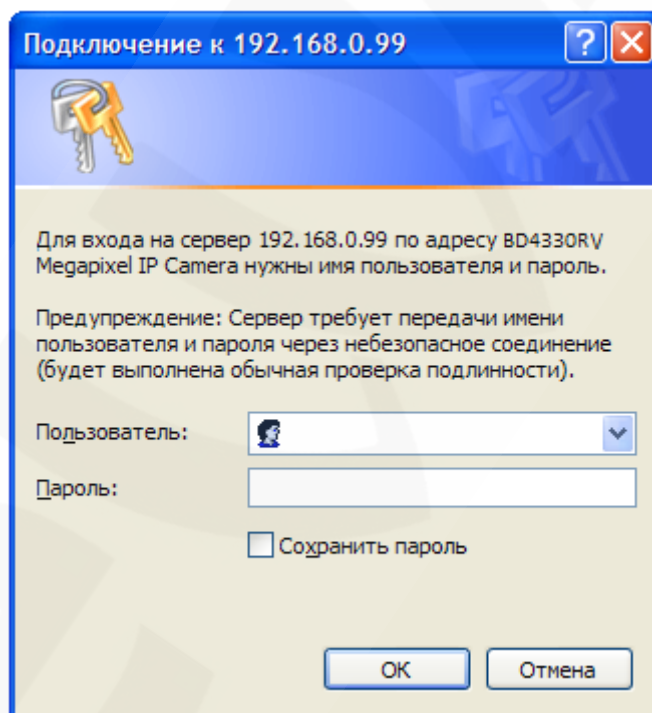 Подключение к 192.168.0.99
Для входа на сервер 192.168.0.99 по адресу BD4330RV
Megapixel IP Camera нужны имя пользователя и пароль.
Предупреждение: Сервер требует передачи имени
пользователя и пароля через небезопасное соединение
(будет выполнена обычная проверка подлинности).
Пользователь:
Пароль:
Сохранить пароль
ОК Отмена